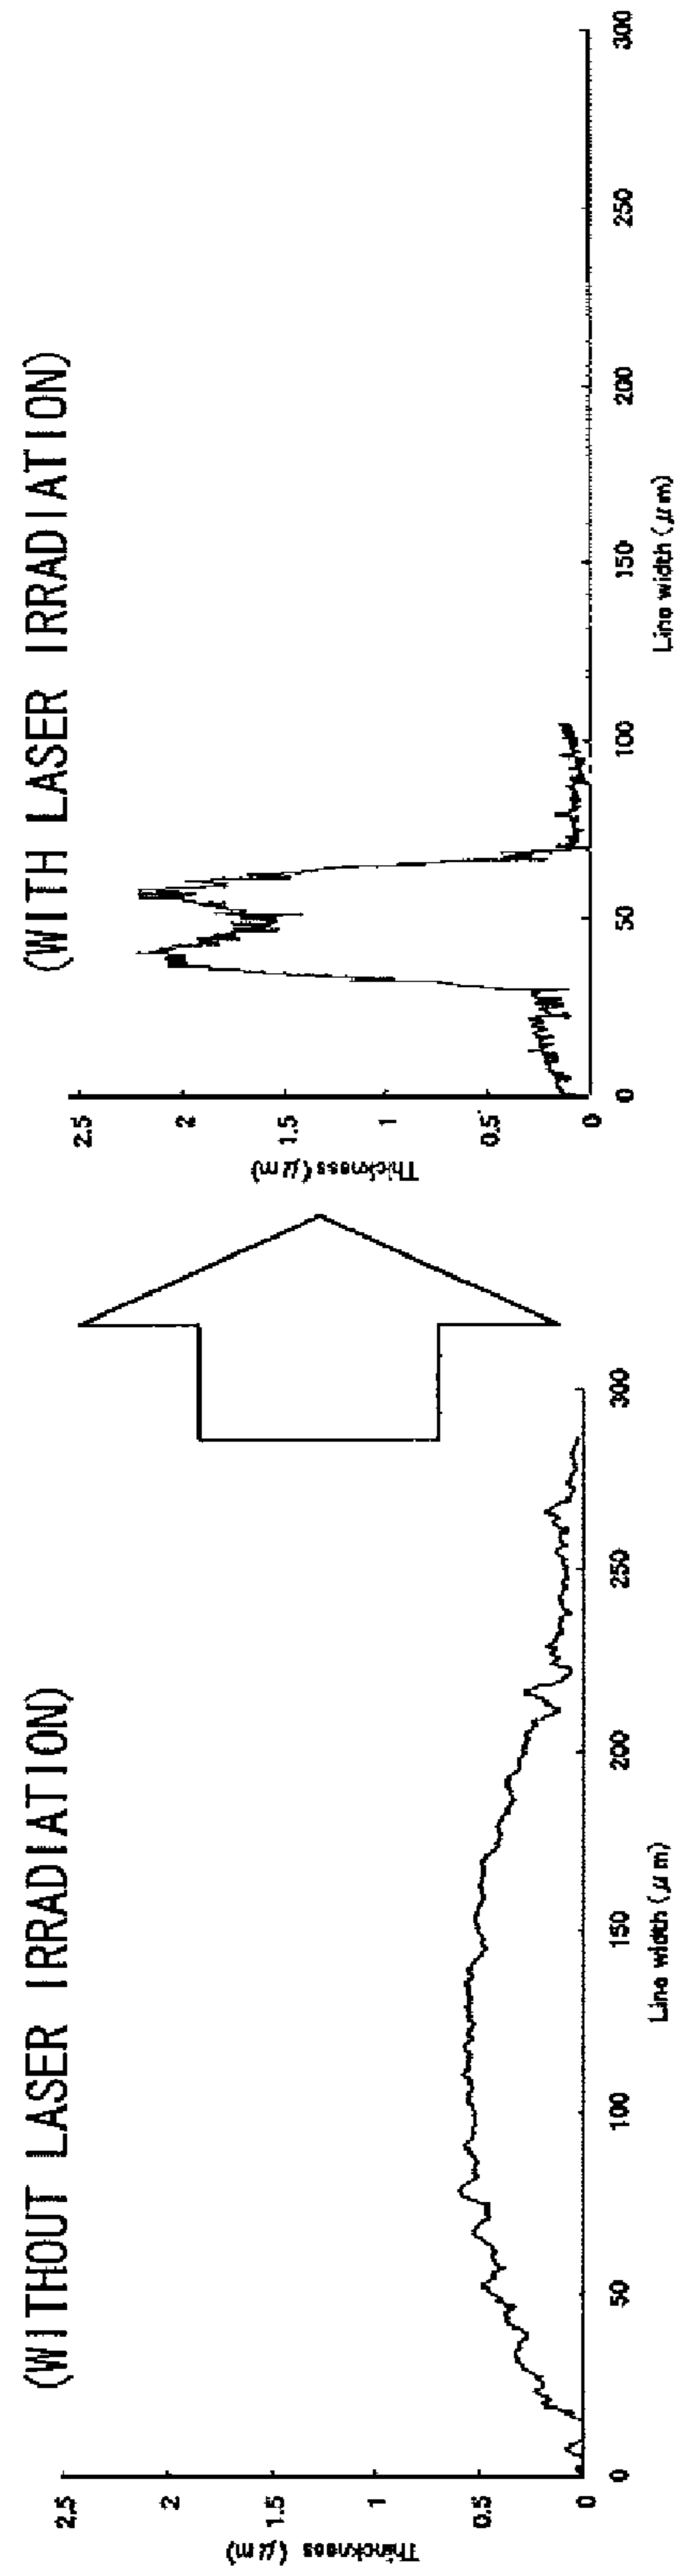 (WITHOUT LASER IRRADIATION)
Thinckness (μm)
2.5
2
1.5
1
0.5
0
0 50 100 150 200 250 300
Line width (μm)
(WITH LASER IRRADIATION)
Thickness (μm)
2.5
2
1.5
1
0.5
0
0 50 100 150 200 250 300
Line width (μm)